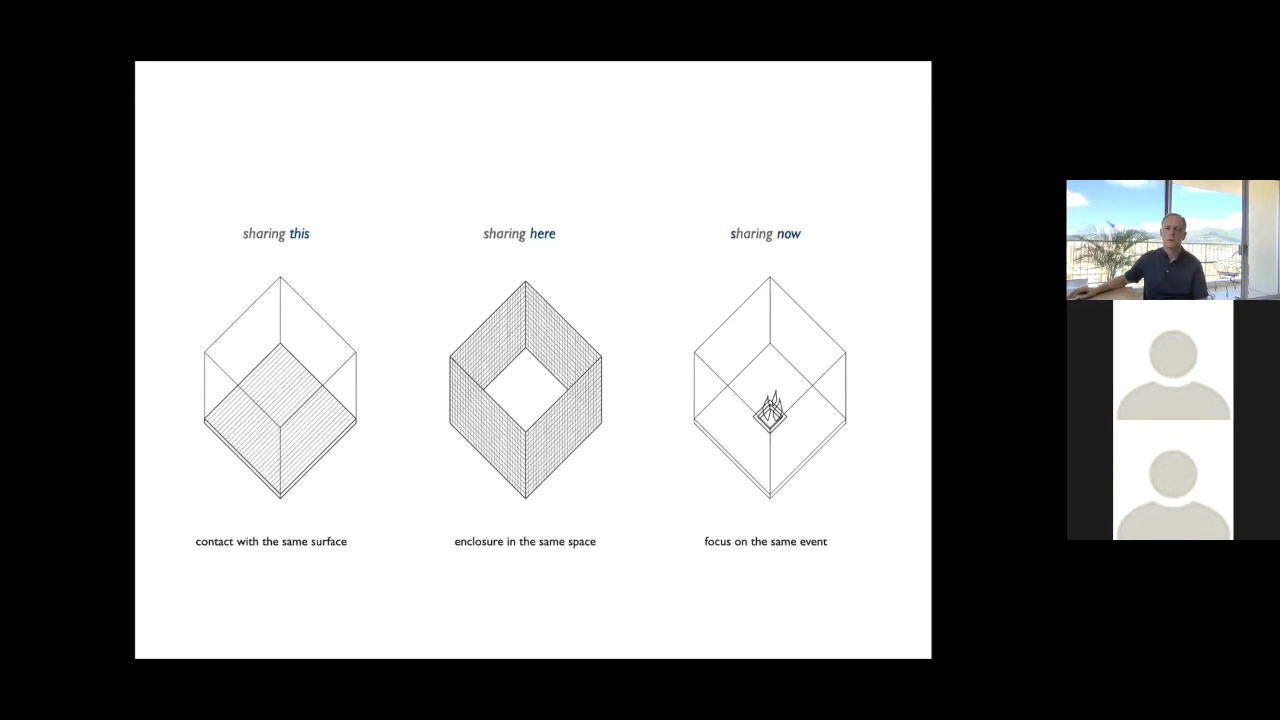 sharing this
sharing here
sharing now
contact with the same surface
enclosure in the same space
focus on the same event